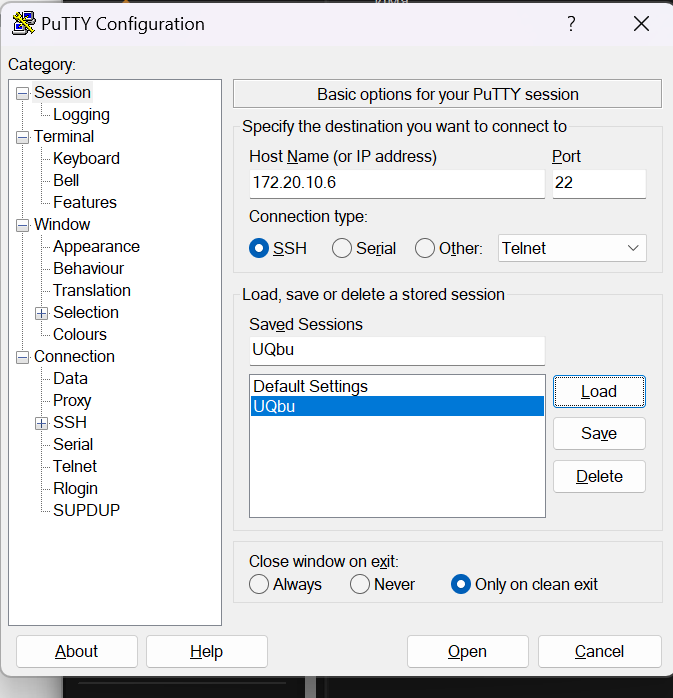 PuTTY Configuration
?
Category:
Session
Logging
Terminal
Keyboard
Bell
Features
Window
Appearance
Behaviour
Translation
Selection
Colours
Connection
Data
Proxy
SSH
Serial
Telnet
Rlogin
SUPDUP
Basic options for your PuTTY session
Specify the destination you want to connect to
Host Name (or IP address) Port
172.20.10.6 22
Connection type:
SSH Serial Other: Telnet
Load, save or delete a stored session
Saved Sessions
UQbu
Default Settings
UQbu
Load
Save
Delete
Close window on exit:
Always Never Only on clean exit
About Help Open Cancel